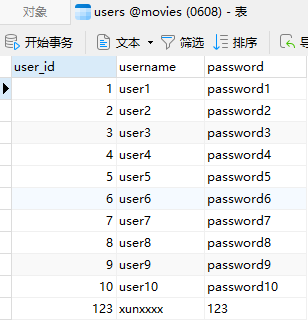 对象
users @movies (0608) - 表
开始事务 文本 筛选 排序
user_id username password
1 user1 password1
2 user2 password2
3 user3 password3
4 user4 password4
5 user5 password5
6 user6 password6
7 user7 password7
8 user8 password8
9 user9 password9
10 user10 password10
123 xunxxxx 123